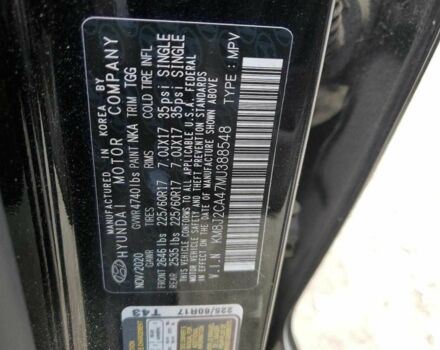 MANUFACTURED IN KOREA BY
HYUNDAI MOTOR COMPANY
NOV/2020 GVWR4740lbs PAINT:NKA TRIM TGG
GAWR TIRES RIMS COLD TIRE INFL
FRONT 2646lbs 225/60R17 7.0JX17 35psi SINGLE
REAR 2535 lbs 225/60R17 7.0JX17 35psi SINGLE
THIS VEHICLE CONFORMS TO ALL APPLICABLE U.S.A. FEDERAL
MOTOR VEHICLE SAFETY, BUMPER, AND THEFT PREVENTION STANDARDS
IN EFFECT ON THE DATE OF MANUFACTURE SHOWN ABOVE
V.I.N KM8J2CA47MU388548 TYPE: MPV
T43
225/60R17